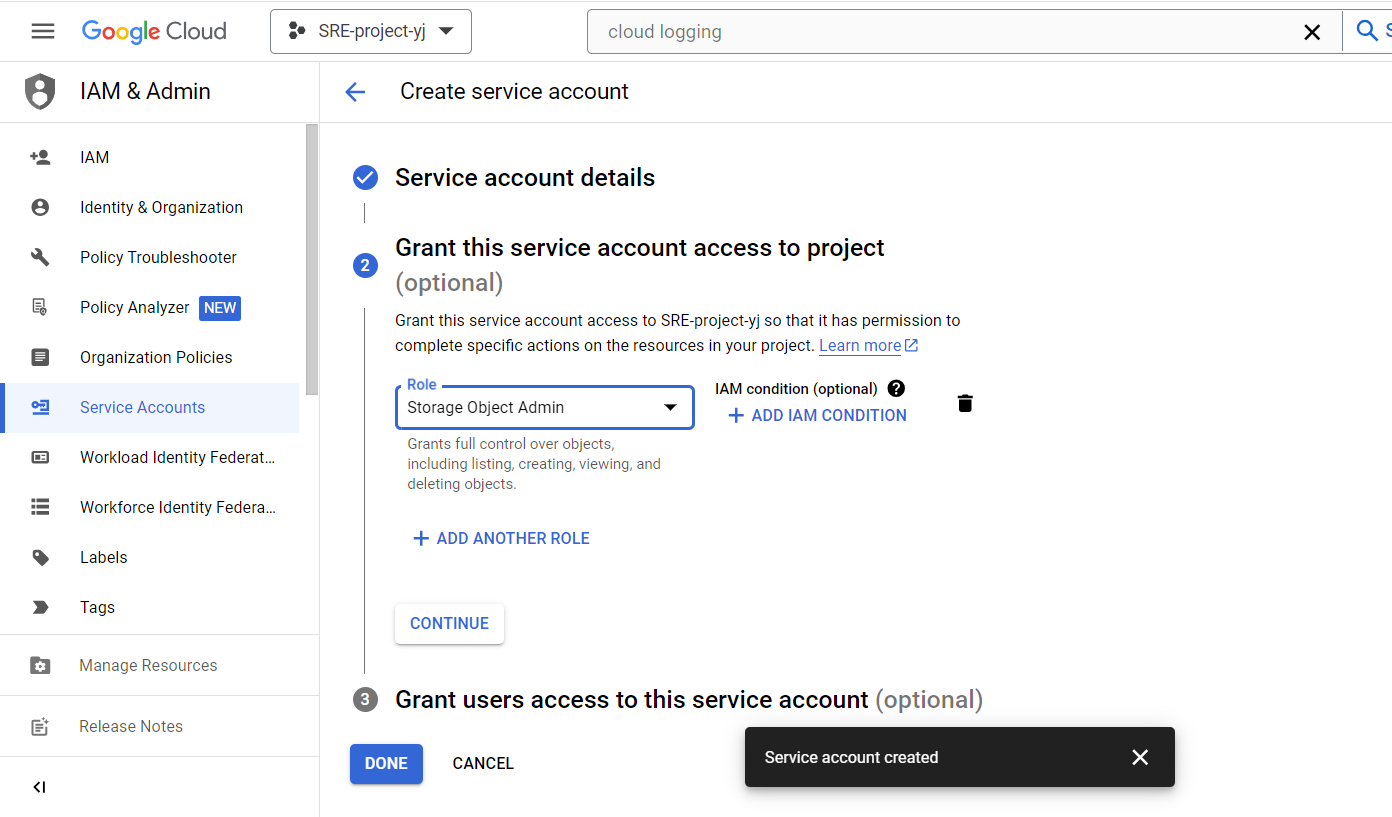 Google Cloud
SRE-project-yj
cloud logging
IAM & Admin
Create service account
IAM
Identity & Organization
Policy Troubleshooter
Policy Analyzer NEW
Organization Policies
Service Accounts
Workload Identity Federat...
Workforce Identity Federa...
Labels
Tags
Manage Resources
Release Notes
Service account details
2
Grant this service account access to project
(optional)
Grant this service account access to SRE-project-yj so that it has permission to
complete specific actions on the resources in your project. Learn more
Role
Storage Object Admin
IAM condition (optional)
+ ADD IAM CONDITION
Grants full control over objects,
including listing, creating, viewing, and
deleting objects.
+ ADD ANOTHER ROLE
CONTINUE
3
Grant users access to this service account (optional)
DONE
CANCEL
Service account created